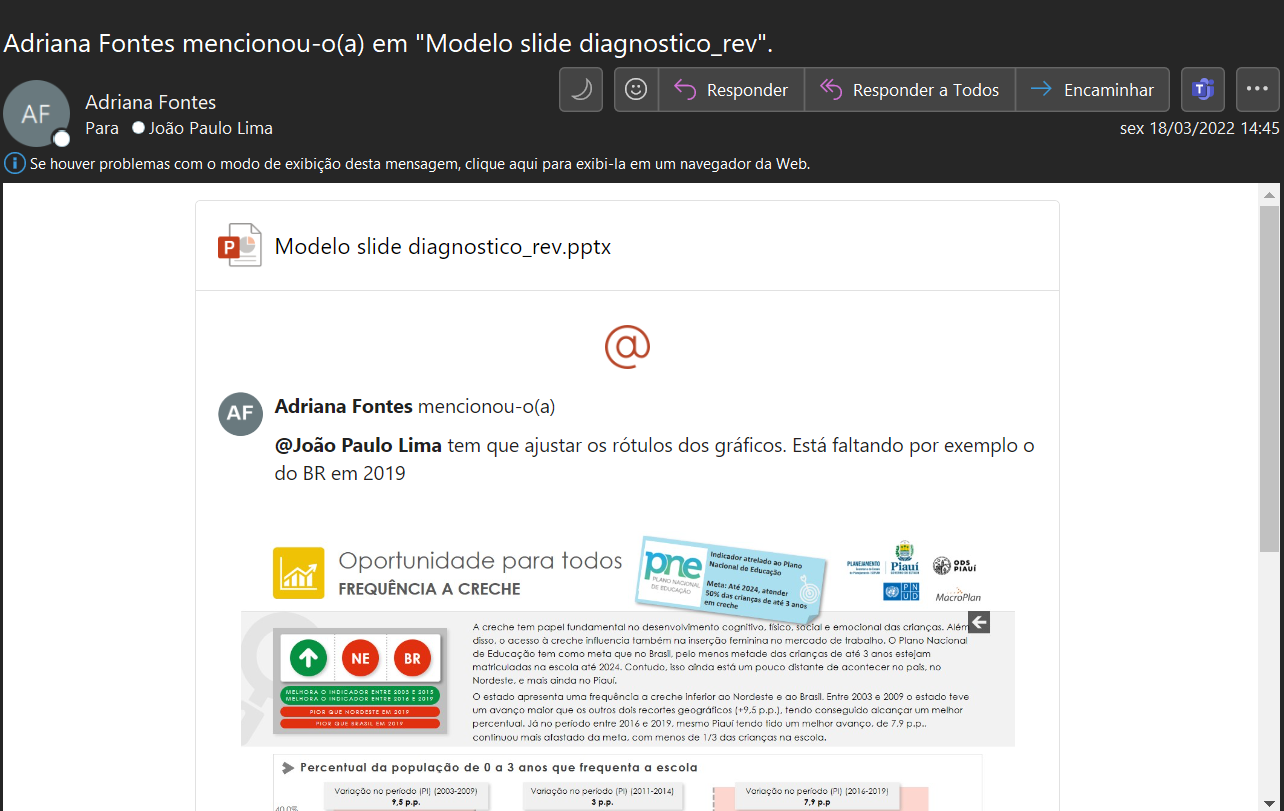 Adriana Fontes mencionou-o(a) em "Modelo slide diagnostico_rev".
AF
Adriana Fontes
Para João Paulo Lima
Responder
Responder a Todos
Encaminhar
sex 18/03/2022 14:45
Se houver problemas com o modo de exibição desta mensagem, clique aqui para exibi-la em um navegador da Web.
Modelo slide diagnostico_rev.pptx
@
AF
Adriana Fontes mencionou-o(a)
@João Paulo Lima tem que ajustar os rótulos dos gráficos. Está faltando por exemplo o
do BR em 2019
Oportunidade para todos
FREQUÊNCIA A CRECHE
pne
PLANO NACIONAL
DE EDUCAÇÃO
Indicador atrelado ao Plano
Nacional de Educação
Meta: Até 2024, atender
50% das crianças de até 3 anos
em creche
PLANEJAMENTO
Piauí
ODS
PIAUÍ
PN
UD
MacroPlan
NE
BR
MELHORA O INDICADOR ENTRE 2003 E 2015
MELHORA O INDICADOR ENTRE 2016 E 2019
PIOR QUE NORDESTE EM 2019
PIOR QUE BRASIL EM 2019
A creche tem papel fundamental no desenvolvimento cognitivo, físico, social e emocional das crianças. Além
disso, o acesso à creche influencia também na inserção feminina no mercado de trabalho. O Plano Nacional
de Educação tem como meta que no Brasil, pelo menos metade das crianças de até 3 anos estejam
matriculadas na escola até 2024. Contudo, isso ainda está um pouco distante de acontecer no país, no
Nordeste, e mais ainda no Piauí.
O estado apresenta uma frequência a creche inferior ao Nordeste e ao Brasil. Entre 2003 e 2009 o estado teve
um avanço maior que os outros dois recortes geográficos (+9,5 p.p.), tendo conseguido alcançar um melhor
percentual. Já no período entre 2016 e 2019, mesmo Piauí tendo tido um melhor avanço, de 7,9 p.p.,
continuou mais afastado da meta, com menos de 1/3 das crianças na escola.
Percentual da população de 0 a 3 anos que frequenta a escola
Variação no período (PI) (2003-2009)
9,5 p.p.
Variação no período (PI) (2011-2014)
3 p.p.
Variação no período (PI) (2016-2019)
7,9 p.p
40,0%